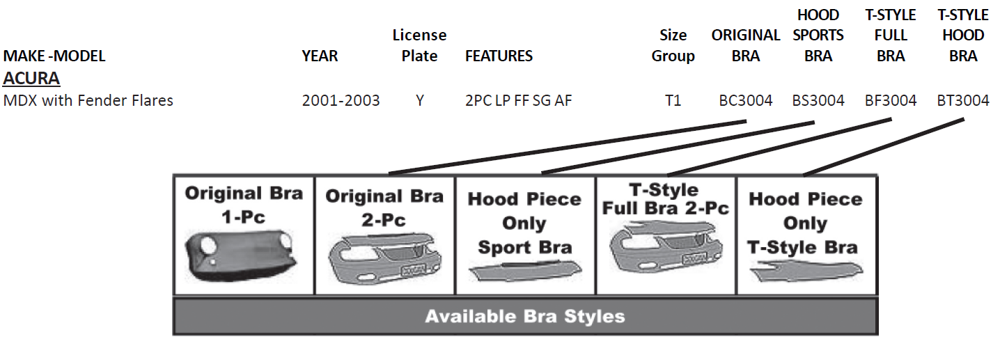 HOOD T-STYLE T-STYLE
License Size ORIGINAL SPORTS FULL HOOD
MAKE -MODEL YEAR Plate FEATURES Group BRA BRA BRA BRA
ACURA
MDX with Fender Flares 2001-2003 Y 2PC LP FF SG AF T1 BC3004 BS3004 BF3004 BT3004
Original Bra
1-Pc
Original Bra
2-Pc
Hood Piece
Only
Sport Bra
T-Style
Full Bra 2-Pc
Hood Piece
Only
T-Style Bra
Available Bra Styles